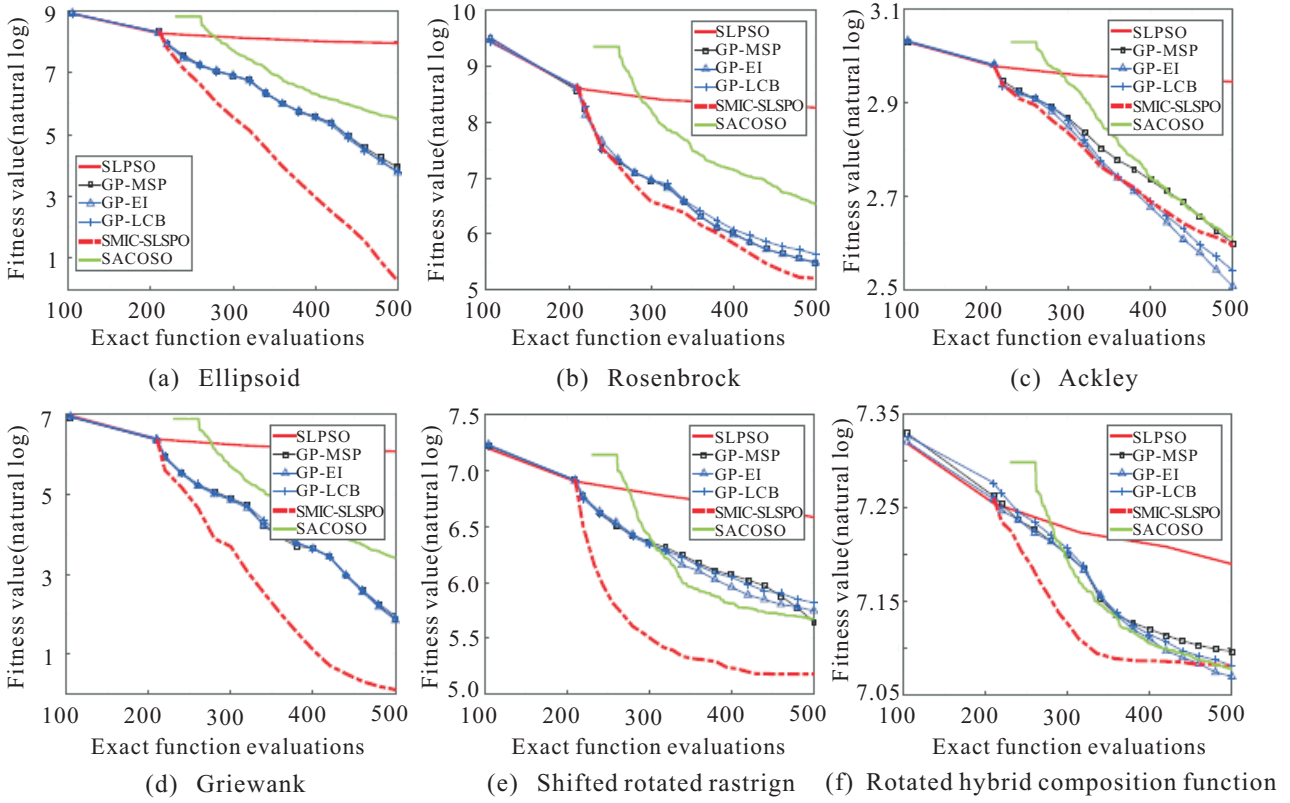 Fitness value(natural log)
9
7
5
3
1
SLPSO
GP-MSP
GP-EI
GP-LCB
SMIC-SLSPO
SACOSO
100 200 300 400 500
Exact function evaluations
(a) Ellipsoid
Fitness value(natural log)
10
9
8
7
6
5
SLPSO
GP-MSP
GP-EI
GP-LCB
SMIC-SLSPO
SACOSO
100 200 300 400 500
Exact function evaluations
(b) Rosenbrock
Fitness value(natural log)
3.1
2.9
2.7
2.5
SLPSO
GP-MSP
GP-EI
GP-LCB
SMIC-SLSPO
SACOSO
100 200 300 400 500
Exact function evaluations
(c) Ackley
Fitness value(natural log)
7
5
3
1
SLPSO
GP-MSP
GP-EI
GP-LCB
SMIC-SLSPO
SACOSO
100 200 300 400 500
Exact function evaluations
(d) Griewank
Fitness value(natural log)
7.5
7.0
6.5
6.0
5.5
5.0
SLPSO
GP-MSP
GP-EI
GP-LCB
SMIC-SLSPO
SACOSO
100 200 300 400 500
Exact function evaluations
(e) Shifted rotated rastrign
Fitness value(natural log)
7.35
7.25
7.15
7.05
SLPSO
GP-MSP
GP-EI
GP-LCB
SMIC-SLSPO
SACOSO
100 200 300 400 500
Exact function evaluations
(f) Rotated hybrid composition function